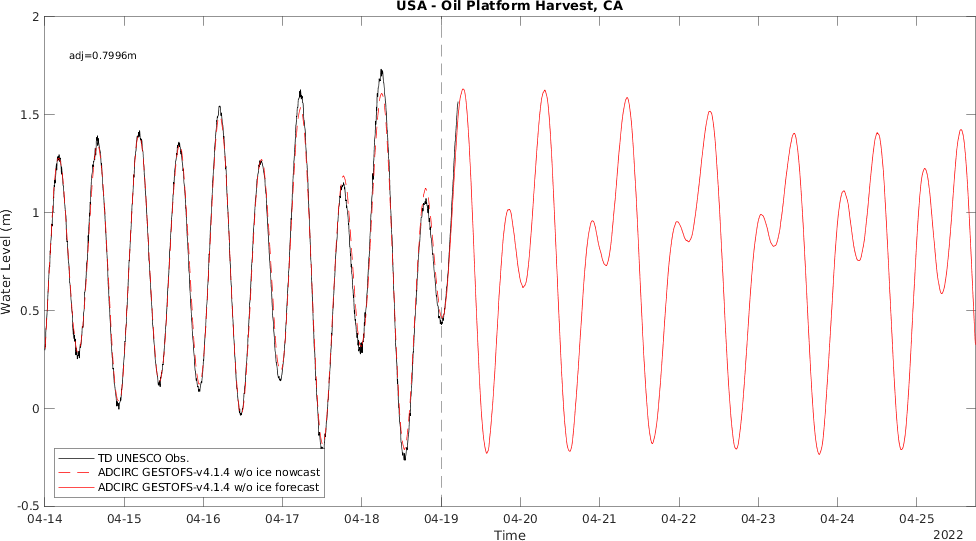 USA - Oil Platform Harvest, CA
adj=0.7996m
Water Level (m)
2
1.5
1
0.5
0
-0.5
TD UNESCO Obs.
ADCIRC GESTOFS-v4.1.4 w/o ice nowcast
ADCIRC GESTOFS-v4.1.4 w/o ice forecast
04-14 04-15 04-16 04-17 04-18 04-19 04-20 04-21 04-22 04-23 04-24 04-25
Time
2022